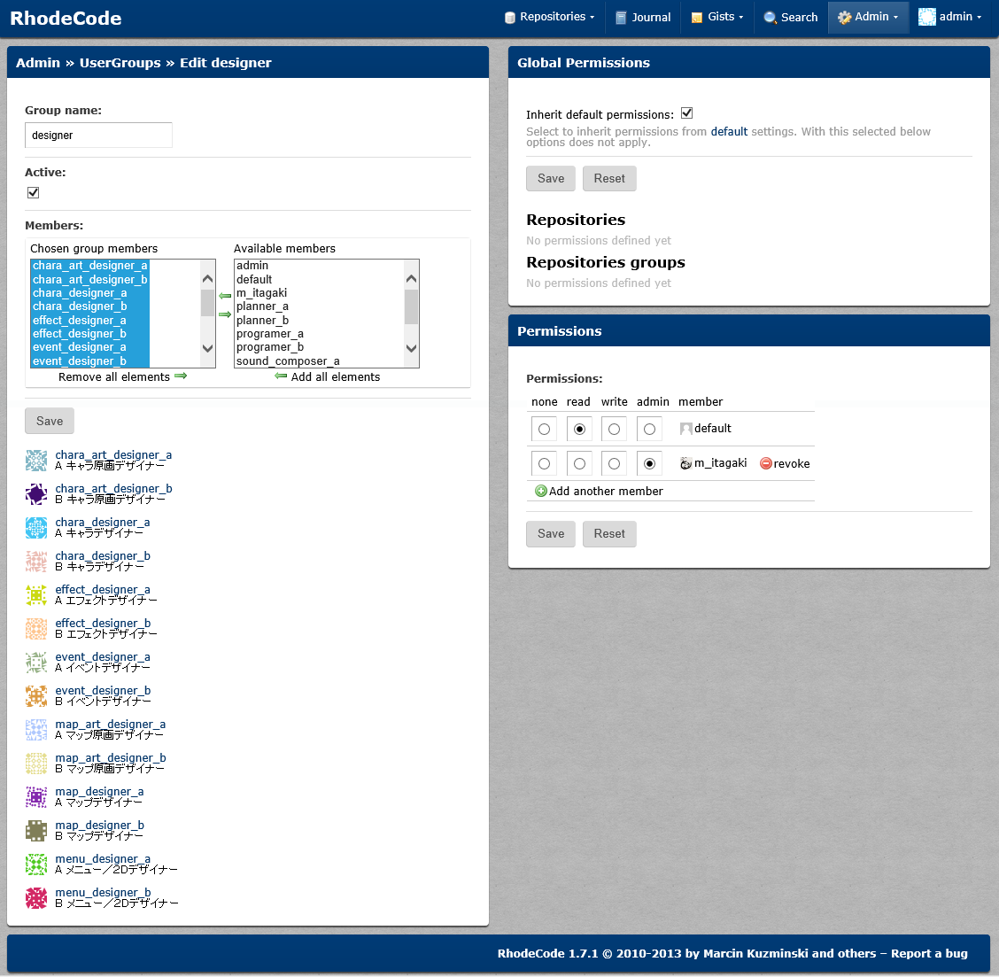 RhodeCode
Repositories
Journal
Gists
Search
Admin
admin
Admin » UserGroups » Edit designer
Group name:
designer
Active:
Members:
Chosen group members
Available members
chara_art_designer_a
chara_art_designer_b
chara_designer_a
chara_designer_b
effect_designer_a
effect_designer_b
event_designer_a
event_designer_b
admin
default
m_itagaki
planner_a
planner_b
programer_a
programer_b
sound_composer_a
Remove all elements
Add all elements
Save
chara_art_designer_a
A キャラ原画デザイナー
chara_art_designer_b
B キャラ原画デザイナー
chara_designer_a
A キャラデザイナー
chara_designer_b
B キャラデザイナー
effect_designer_a
A エフェクトデザイナー
effect_designer_b
B エフェクトデザイナー
event_designer_a
A イベントデザイナー
event_designer_b
B イベントデザイナー
map_art_designer_a
A マップ原画デザイナー
map_art_designer_b
B マップ原画デザイナー
map_designer_a
A マップデザイナー
map_designer_b
B マップデザイナー
menu_designer_a
A メニュー／2Dデザイナー
menu_designer_b
B メニュー／2Dデザイナー
Global Permissions
Inherit default permissions:
Select to inherit permissions from default settings. With this selected below
options does not apply.
Save
Reset
Repositories
No permissions defined yet
Repositories groups
No permissions defined yet
Permissions
Permissions:
none read write admin member
default
m_itagaki revoke
Add another member
Save
Reset
RhodeCode 1.7.1 © 2010-2013 by Marcin Kuzminski and others – Report a bug